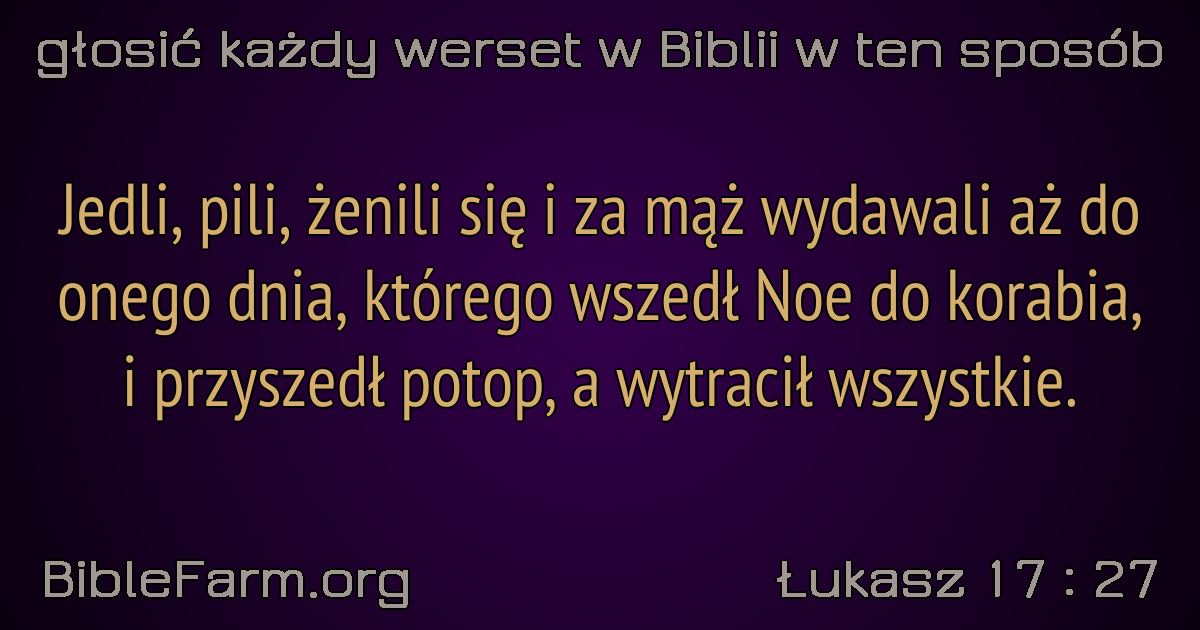 głosić każdy werset w Biblii w ten sposób
Jedli, pili, żenili się i za mąż wydawali aż do
onego dnia, którego wszedł Noe do korabia,
i przyszedł potop, a wytracił wszystkie.
BibleFarm.org
Łukasz 17 : 27